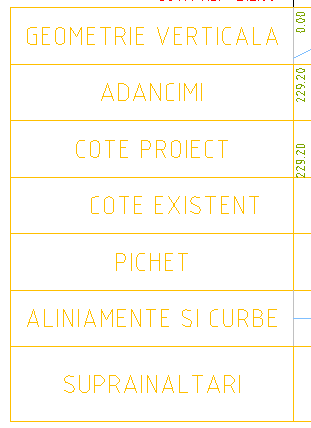 GEOMETRIE VERTICALA
0.00
ADANCIMI
229.20
COTE PROIECT
229.20
COTE EXISTENT
PICHET
ALINIAMENTE SI CURBE
SUPRAINALTARI